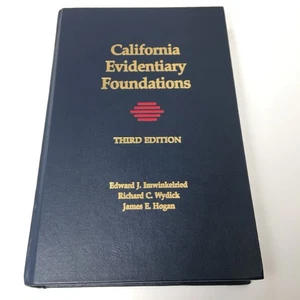 California
Evidentiary
Foundations
THIRD EDITION
Edward J. Imwinkelried
Richard C. Wydick
James E. Hogan